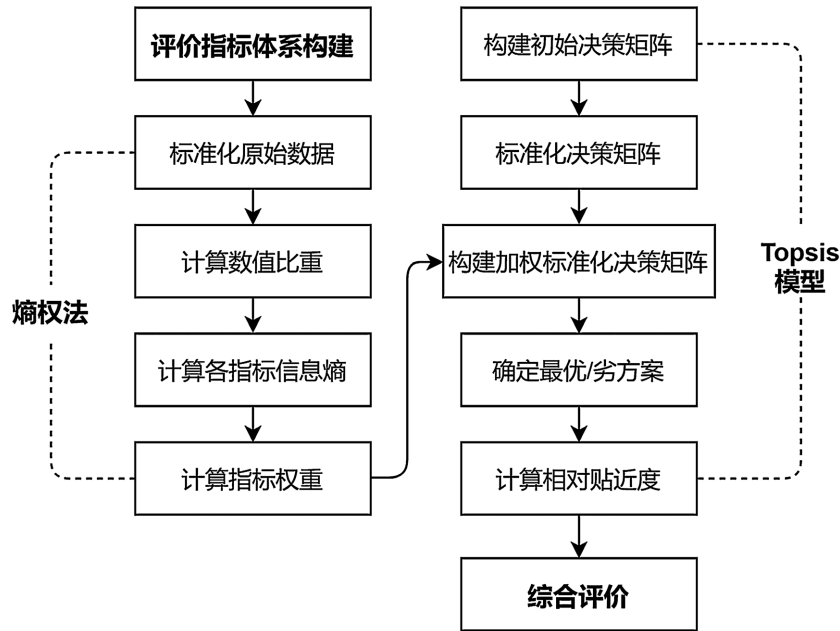 评价指标体系构建
标准化原始数据
计算数值比重
计算各指标信息熵
计算指标权重
熵权法
构建初始决策矩阵
标准化决策矩阵
构建加权标准化决策矩阵
确定最优/劣方案
计算相对贴近度
综合评价
Topsis
模型